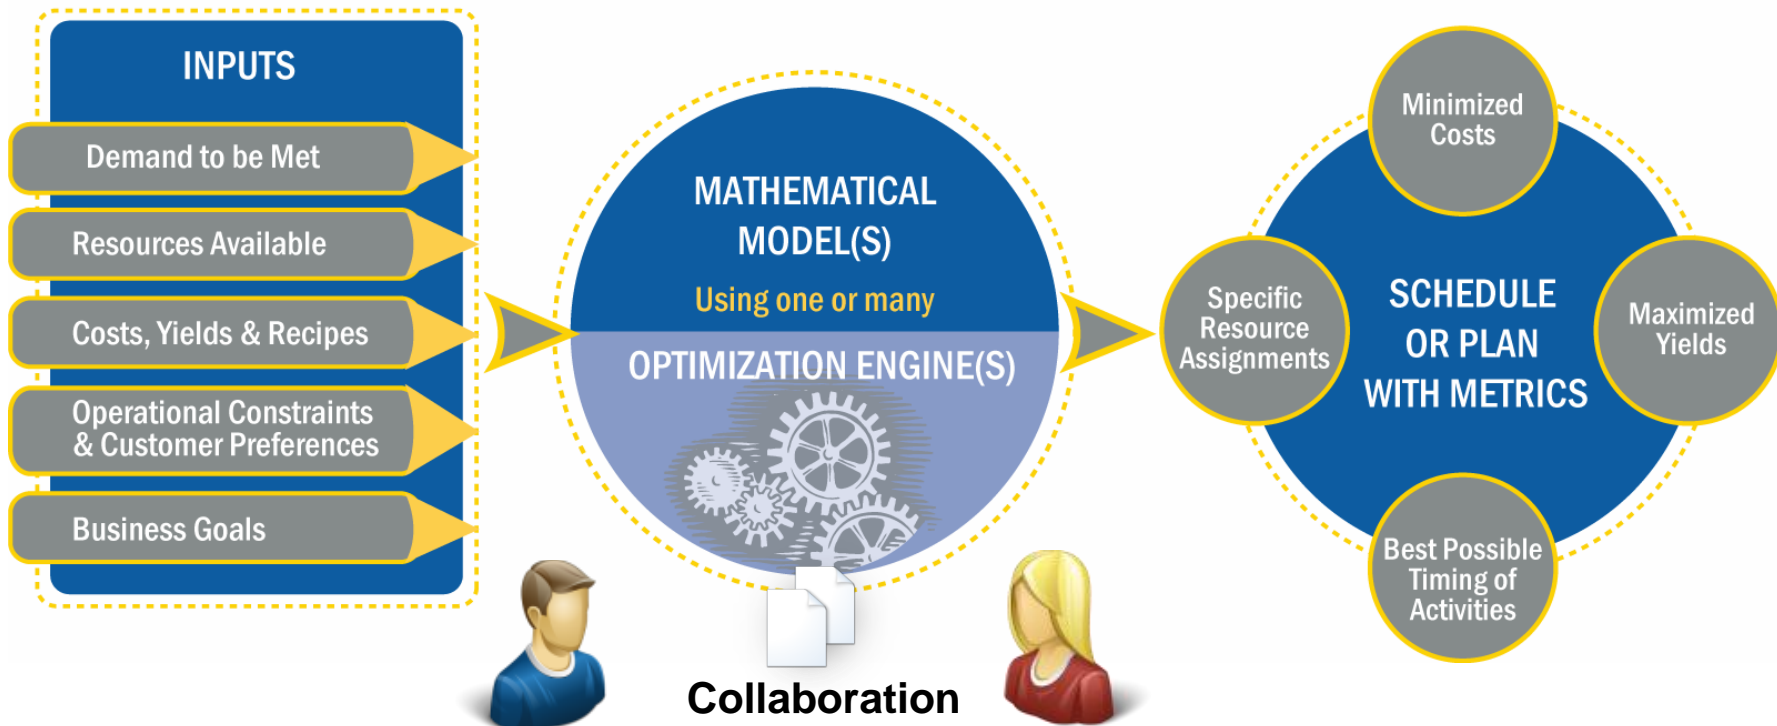 INPUTS
Demand to be Met
Resources Available
Costs, Yields & Recipes
Operational Constraints
& Customer Preferences
Business Goals
MATHEMATICAL
MODEL(S)
Using one or many
OPTIMIZATION ENGINE(S)
Collaboration
Minimized
Costs
Specific
Resource
Assignments
SCHEDULE
OR PLAN
WITH METRICS
Maximized
Yields
Best Possible
Timing of
Activities